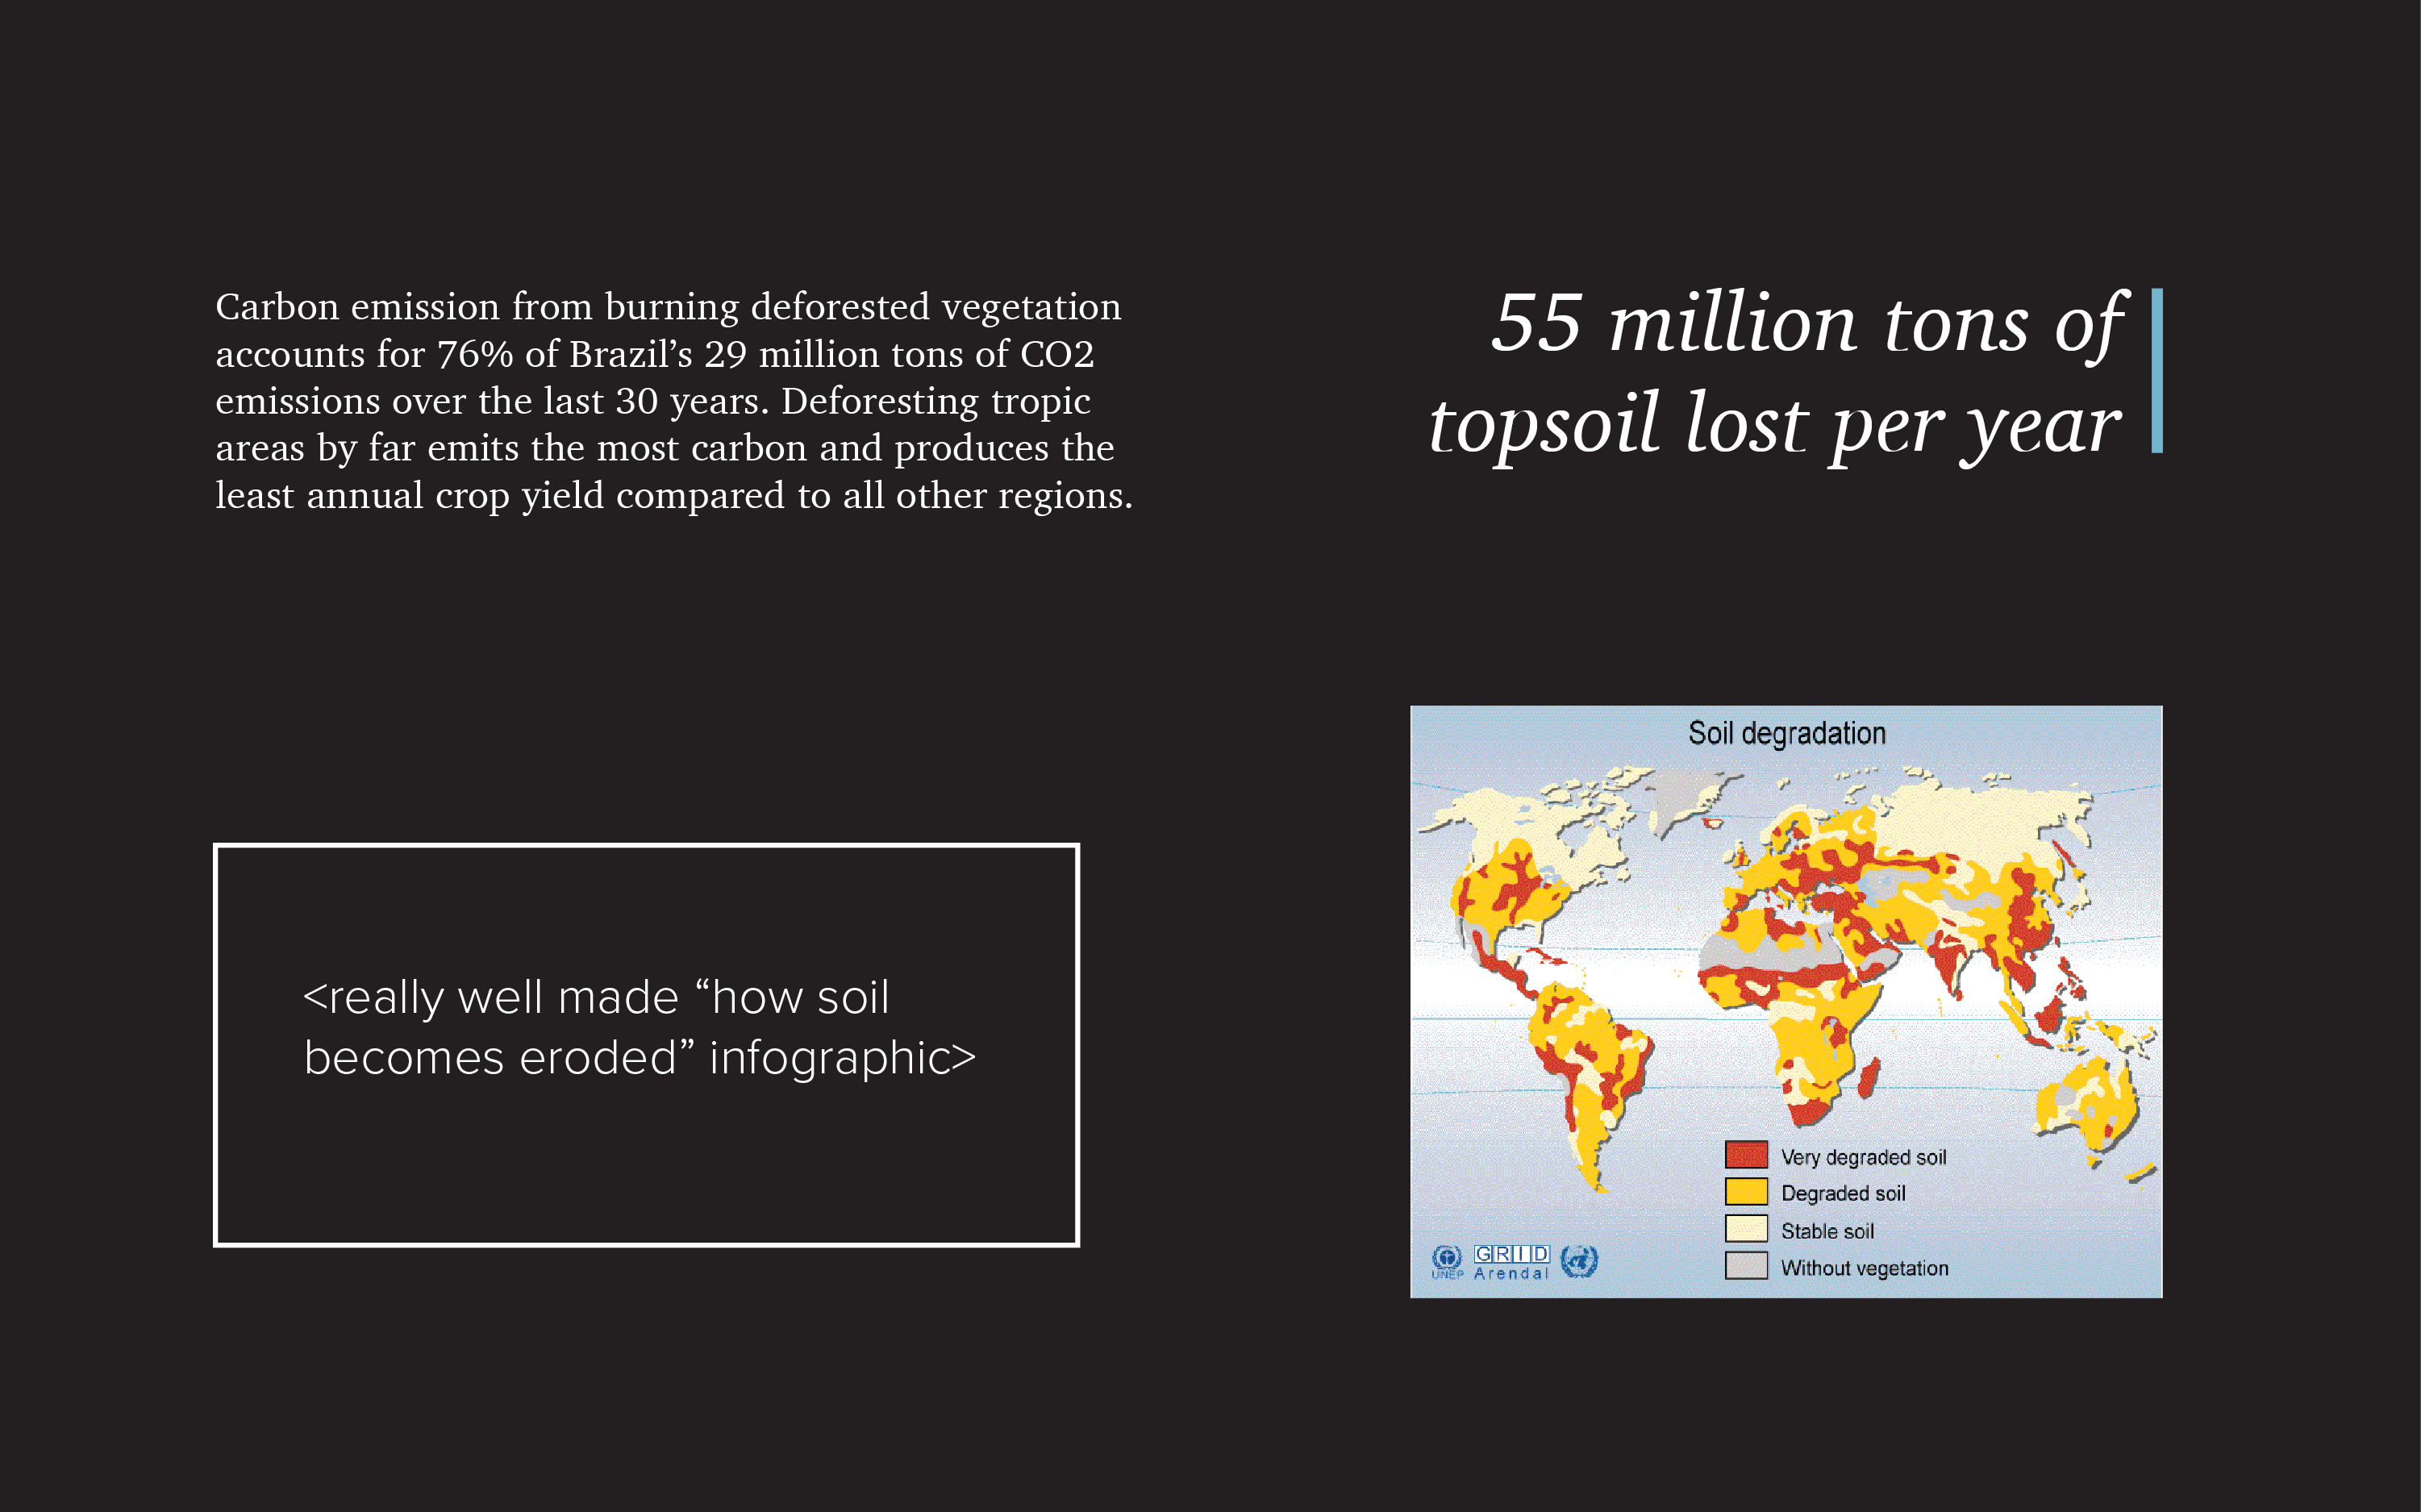 Carbon emission from burning deforested vegetation
accounts for 76% of Brazil’s 29 million tons of CO2
emissions over the last 30 years. Deforesting tropic
areas by far emits the most carbon and produces the
least annual crop yield compared to all other regions.
55 million tons of
topsoil lost per year
<really well made “how soil
becomes eroded” infographic>
Soil degradation
Very degraded soil
Degraded soil
Stable soil
Without vegetation
UNEP
GRID
Arendal